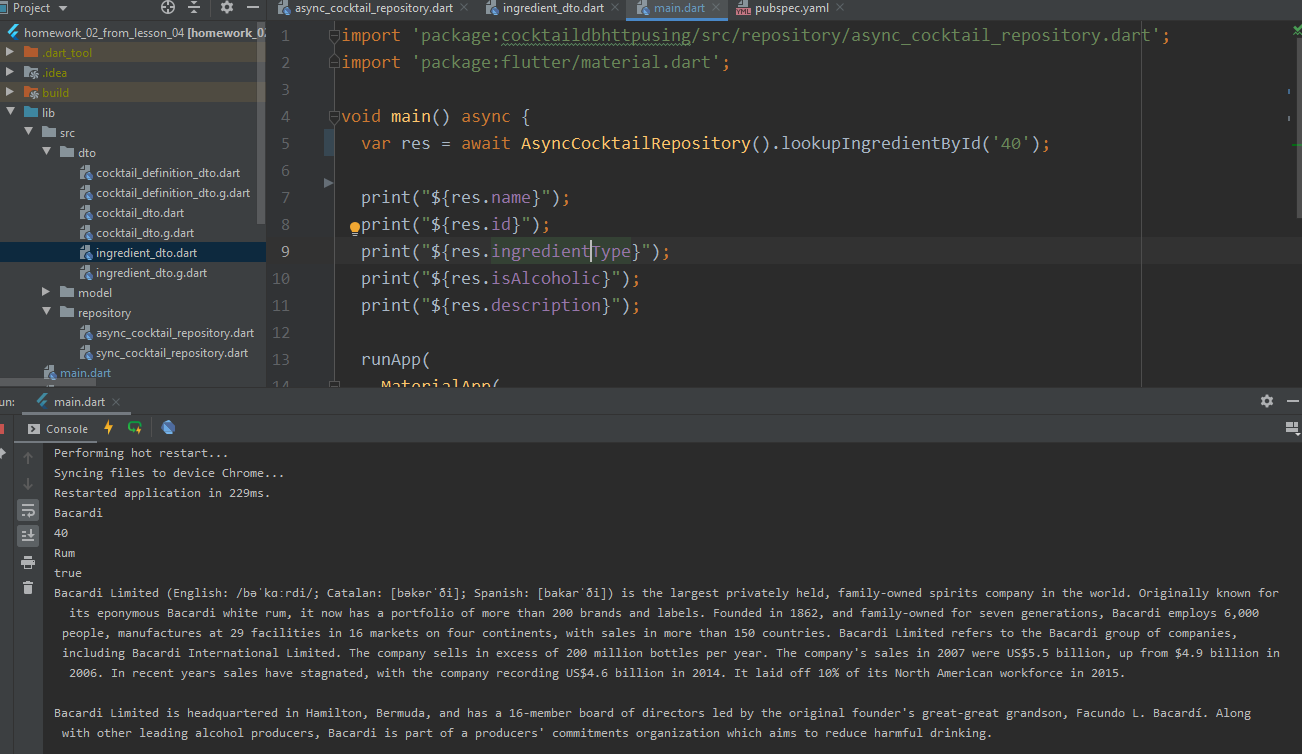 Project
async_cocktail_repository.dart
ingredient_dto.dart
main.dart
pubspec.yaml
homework_02_from_lesson_04 [homework_02
.dart_tool
.idea
build
lib
src
dto
cocktail_definition_dto.dart
cocktail_definition_dto.g.dart
cocktail_dto.dart
cocktail_dto.g.dart
ingredient_dto.dart
ingredient_dto.g.dart
model
repository
async_cocktail_repository.dart
sync_cocktail_repository.dart
main.dart
1 import 'package:cocktaildbhttpusing/src/repository/async_cocktail_repository.dart';
2 import 'package:flutter/material.dart';
3
4 void main() async {
5 var res = await AsyncCocktailRepository().lookupIngredientById('40');
6
7 print("${res.name}");
8 print("${res.id}");
9 print("${res.ingredientType}");
10 print("${res.isAlcoholic}");
11 print("${res.description}");
12
13 runApp(
14 MaterialApp(
un: main.dart
Console
Performing hot restart...
Syncing files to device Chrome...
Restarted application in 229ms.
Bacardi
40
Rum
true
Bacardi Limited (English: /bəˈkɑːrdi/; Catalan: [bəkərˈði]; Spanish: [bakarˈði]) is the largest privately held, family-owned spirits company in the world. Originally known for
its eponymous Bacardi white rum, it now has a portfolio of more than 200 brands and labels. Founded in 1862, and family-owned for seven generations, Bacardi employs 6,000
people, manufactures at 29 facilities in 16 markets on four continents, with sales in more than 150 countries. Bacardi Limited refers to the Bacardi group of companies,
including Bacardi International Limited. The company sells in excess of 200 million bottles per year. The company's sales in 2007 were US$5.5 billion, up from $4.9 billion in
2006. In recent years sales have stagnated, with the company recording US$4.6 billion in 2014. It laid off 10% of its North American workforce in 2015.
Bacardi Limited is headquartered in Hamilton, Bermuda, and has a 16-member board of directors led by the original founder's great-great grandson, Facundo L. Bacardí. Along
with other leading alcohol producers, Bacardi is part of a producers' commitments organization which aims to reduce harmful drinking.